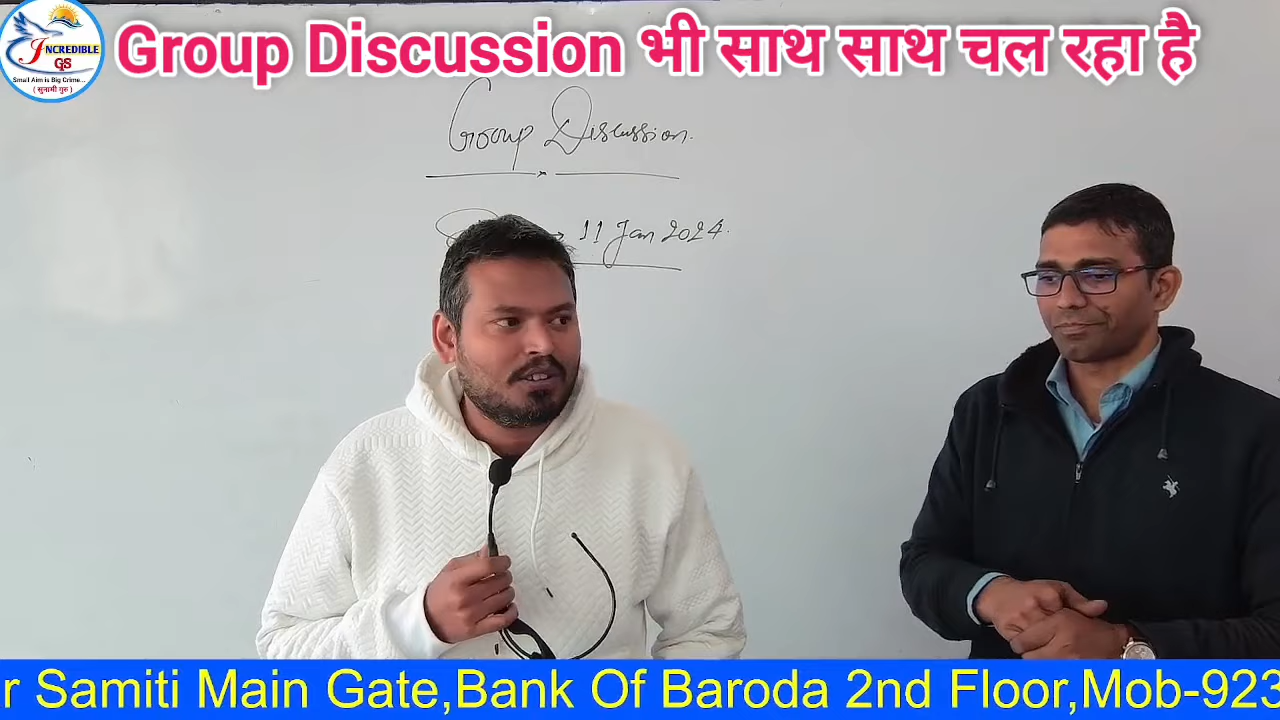 INCREDIBLE
GS
Small Aim is Big Crime...
( सुनामी गुरु )
Group Discussion भी साथ साथ चल रहा है
Group Discussion.
11 Jan 2024.
r Samiti Main Gate,Bank Of Baroda 2nd Floor,Mob-923